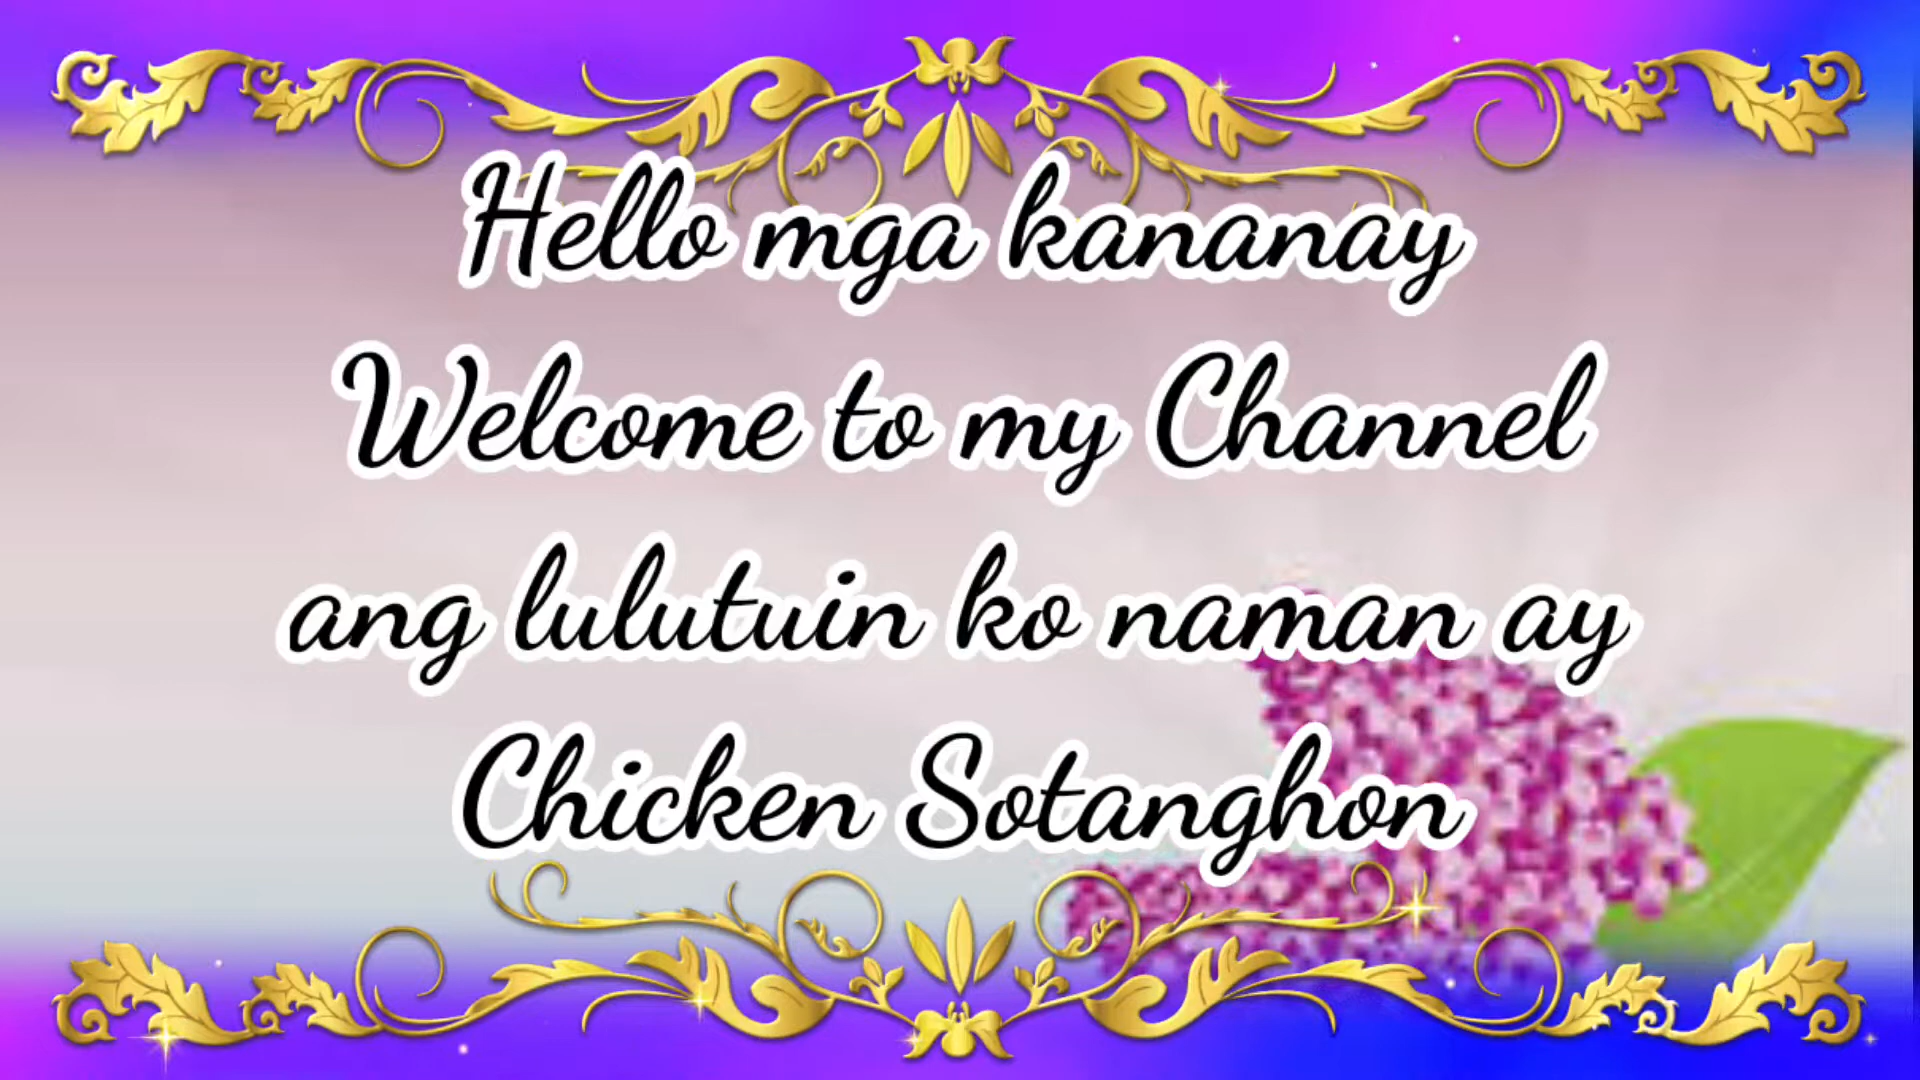 Hello mga kananay
Welcome to my Channel
ang lulutuin ko naman ay
Chicken Sotanghon